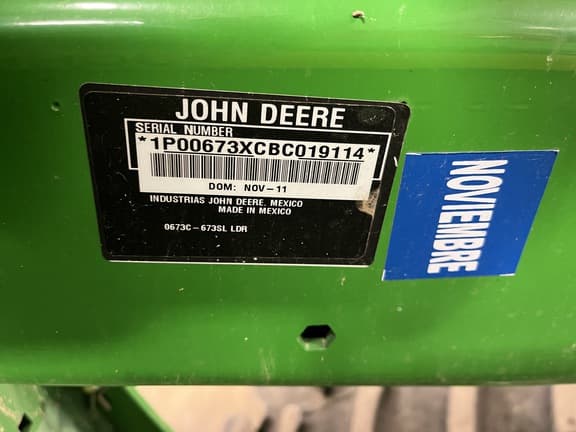 JOHN DEERE
SERIAL NUMBER
*1P00673XCBC019114*
DOM: NOV-11
INDUSTRIAS JOHN DEERE, MEXICO
MADE IN MEXICO
0673C-673SL LDR
NOVIEMBRE